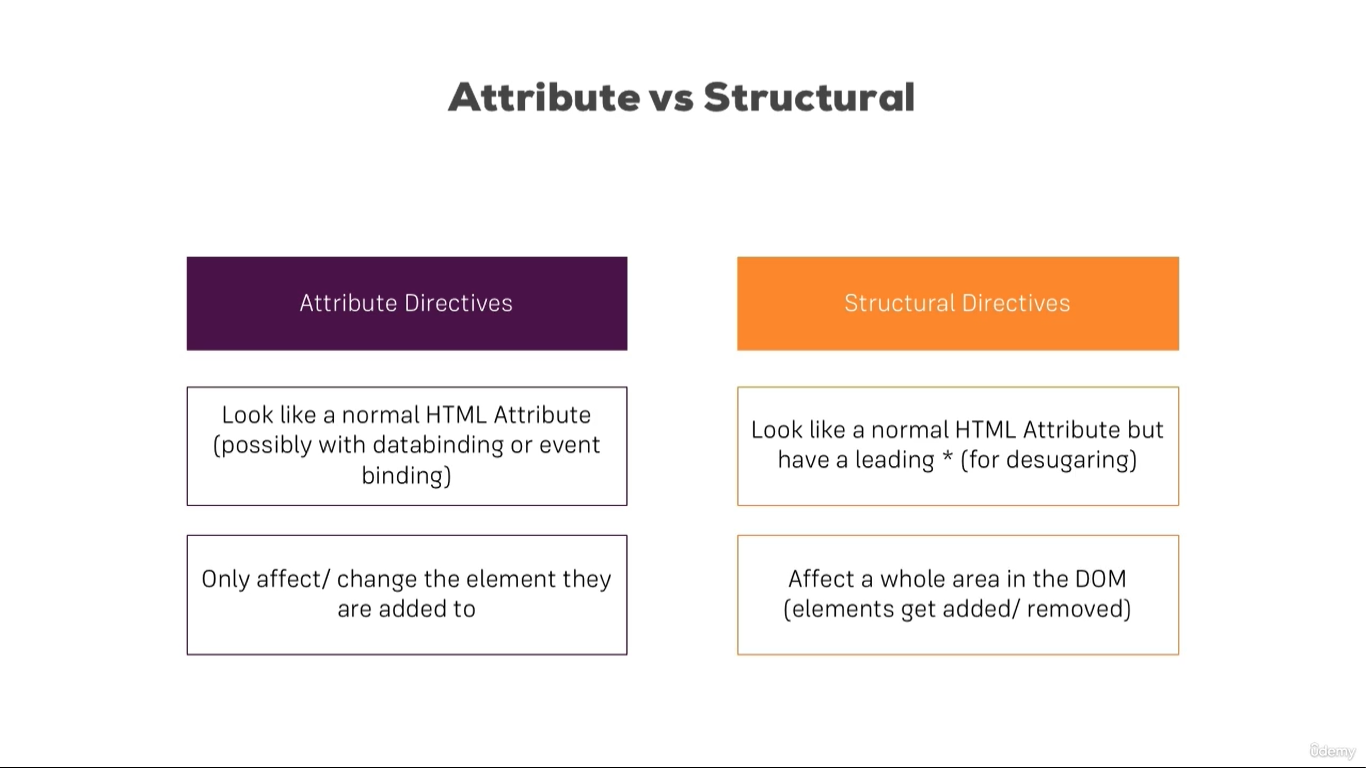 Attribute vs Structural
Attribute Directives
Structural Directives
Look like a normal HTML Attribute
(possibly with databinding or event
binding)
Look like a normal HTML Attribute but
have a leading * (for desugaring)
Only affect/ change the element they
are added to
Affect a whole area in the DOM
(elements get added/ removed)
ûdemy